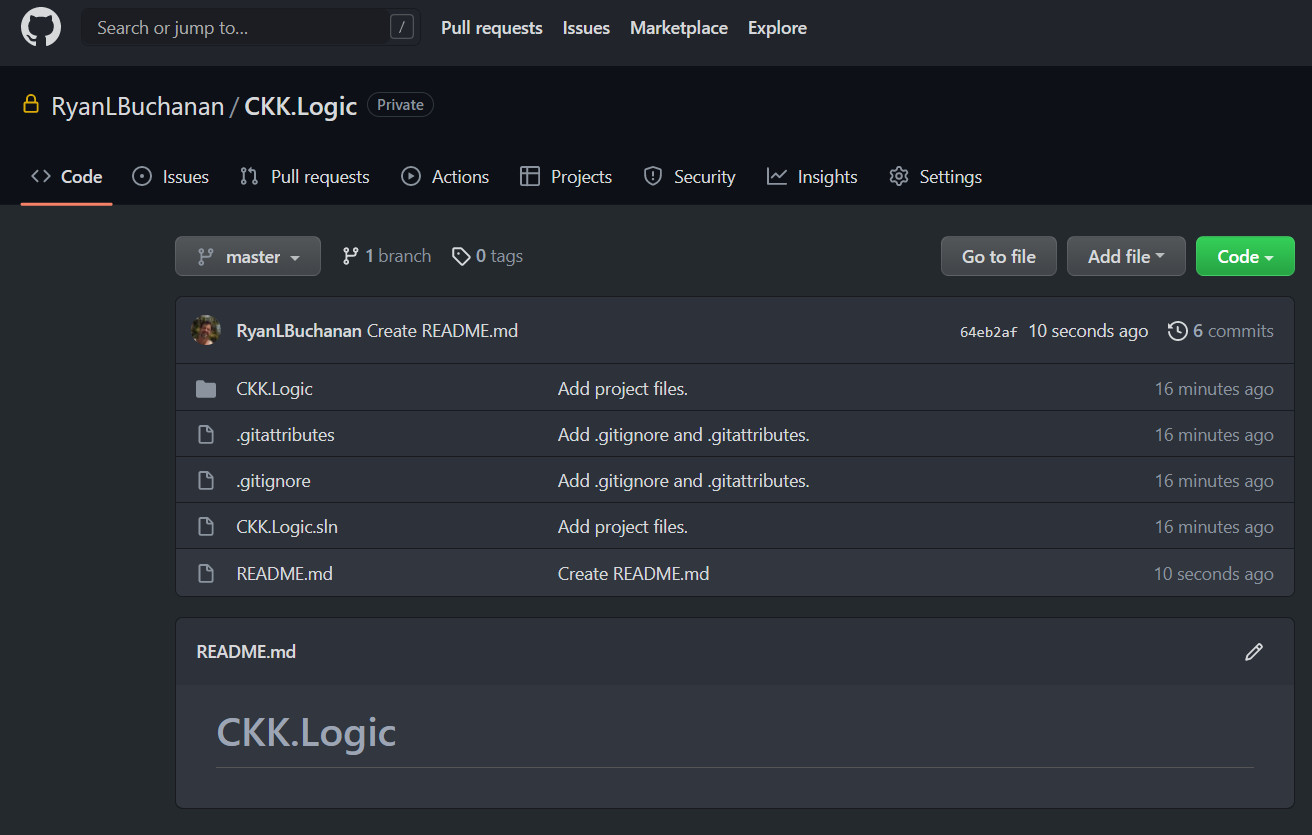 Search or jump to... / Pull requests Issues Marketplace Explore
RyanLBuchanan / CKK.Logic Private
Code Issues Pull requests Actions Projects Security Insights Settings
master 1 branch 0 tags Go to file Add file Code
RyanLBuchanan Create README.md 64eb2af 10 seconds ago 6 commits
CKK.Logic Add project files. 16 minutes ago
.gitattributes Add .gitignore and .gitattributes. 16 minutes ago
.gitignore Add .gitignore and .gitattributes. 16 minutes ago
CKK.Logic.sln Add project files. 16 minutes ago
README.md Create README.md 10 seconds ago
README.md
CKK.Logic